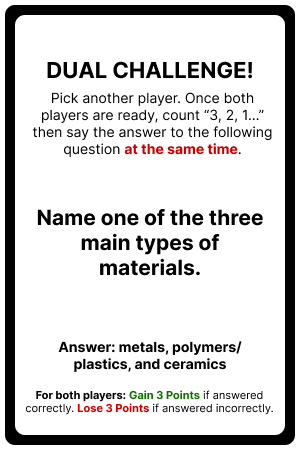 DUAL CHALLENGE!
Pick another player. Once both
players are ready, count “3, 2, 1...”
then say the answer to the following
question at the same time.
Name one of the three
main types of
materials.
Answer: metals, polymers/
plastics, and ceramics
For both players: Gain 3 Points if answered
correctly. Lose 3 Points if answered incorrectly.